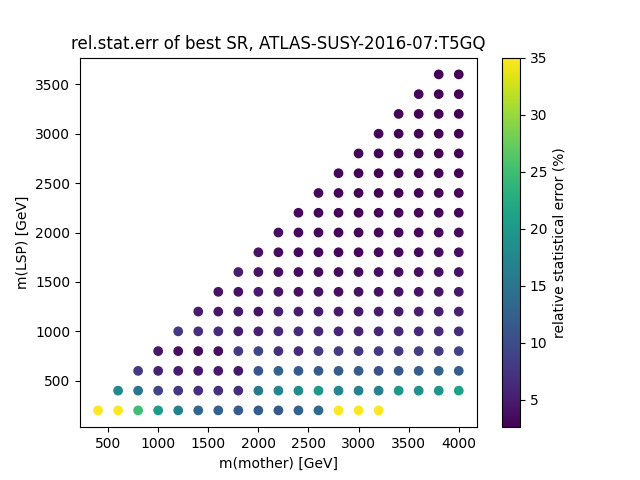 rel.stat.err of best SR, ATLAS-SUSY-2016-07:T5GQ
35
30
25
20
15
10
5
relative statistical error (%)
3500
3000
2500
2000
1500
1000
500
m(LSP) [GeV]
500 1000 1500 2000 2500 3000 3500 4000
m(mother) [GeV]